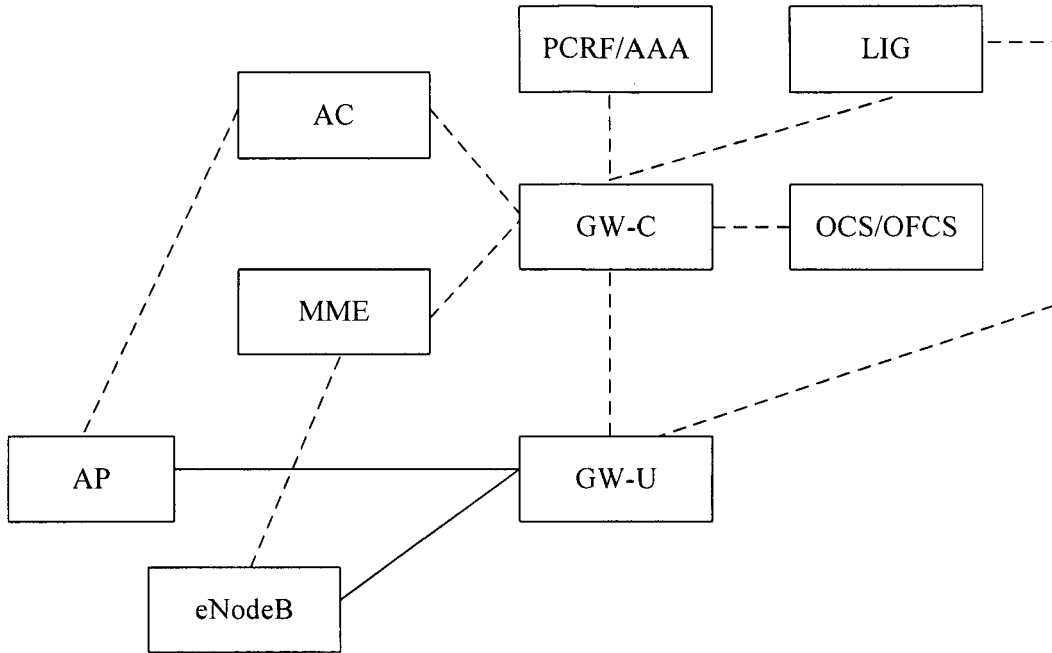 PCRF/AAA
LIG
AC
GW-C
OCS/OFCS
MME
AP
GW-U
eNodeB